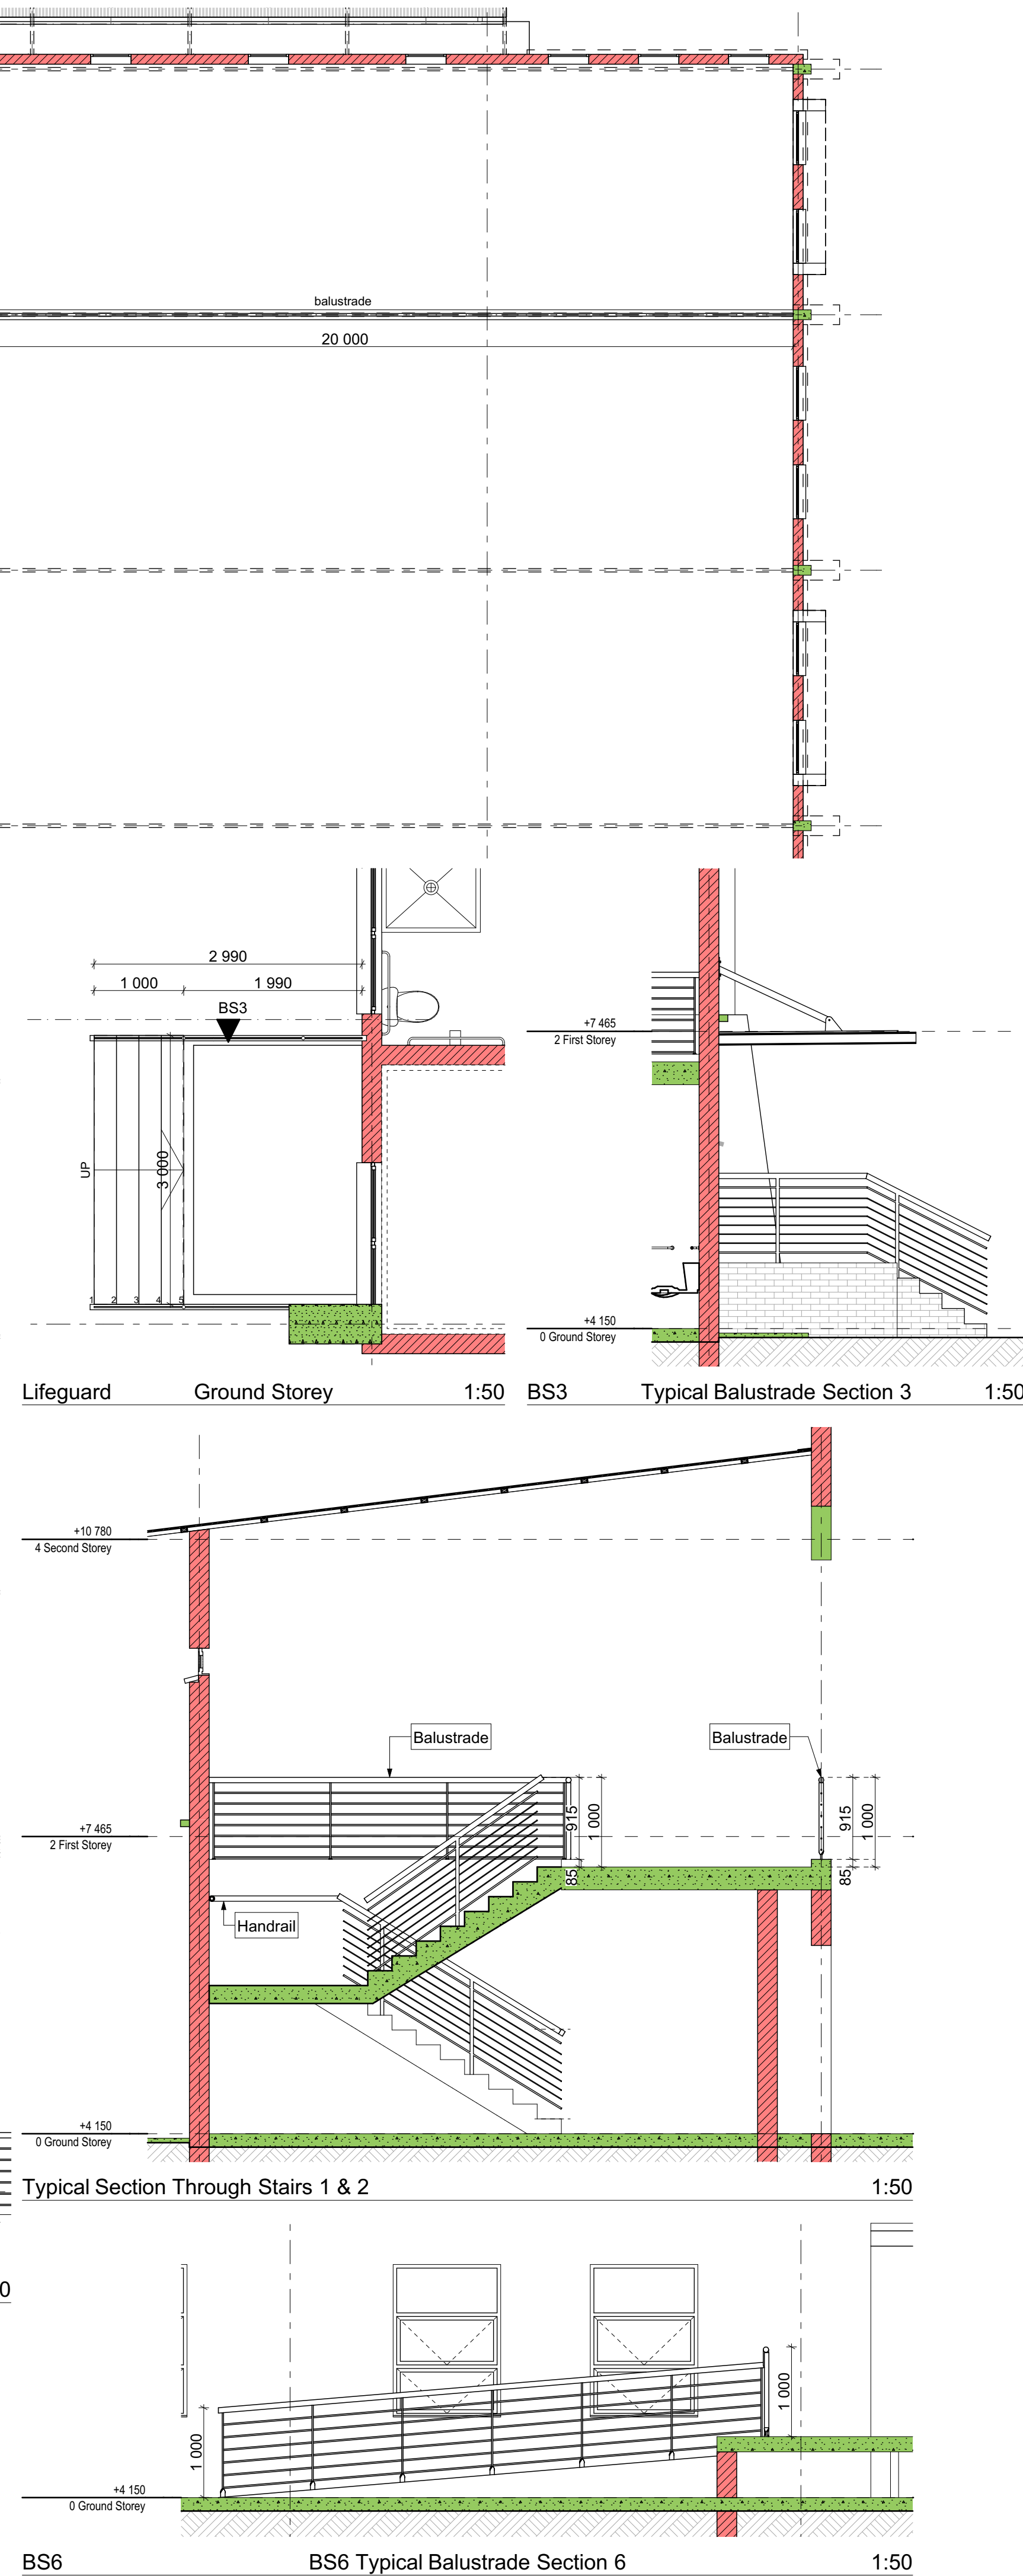 balustrade
20 000
2 990
1 000 1 990
BS3
UP
3 000
1 2 3 4 5
Lifeguard Ground Storey 1:50
+7 465
2 First Storey
+4 150
0 Ground Storey
BS3 Typical Balustrade Section 3 1:50
+10 780
4 Second Storey
Balustrade
Balustrade
915
1 000
85
915
1 000
85
+7 465
2 First Storey
Handrail
+4 150
0 Ground Storey
Typical Section Through Stairs 1 & 2 1:50
0
1 000
1 000
+4 150
0 Ground Storey
BS6 BS6 Typical Balustrade Section 6 1:50